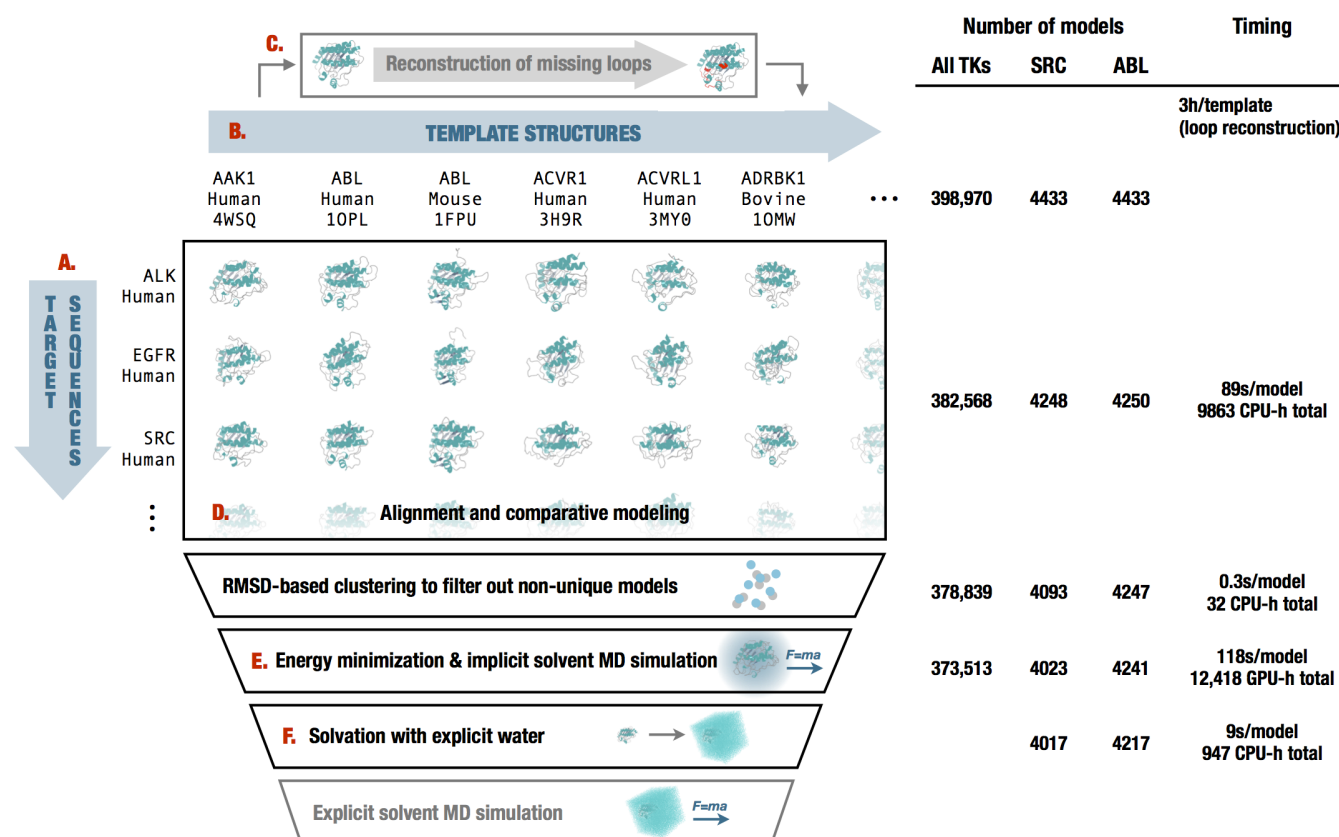 Number of models
Timing
All TKs
SRC
ABL
C.
Reconstruction of missing loops
B.
TEMPLATE STRUCTURES
3h/template
(loop reconstruction)
AAK1
Human
4WSQ
ABL
Human
1OPL
ABL
Mouse
1FPU
ACVR1
Human
3H9R
ACVRL1
Human
3MY0
ADRBK1
Bovine
1OMW
...
398,970
4433
4433
A.
TARGET
SEQUENCES
ALK
Human
EGFR
Human
SRC
Human
⋮
382,568
4248
4250
89s/model
9863 CPU-h total
D.
Alignment and comparative modeling
RMSD-based clustering to filter out non-unique models
378,839
4093
4247
0.3s/model
32 CPU-h total
E.
Energy minimization & implicit solvent MD simulation
F=ma
373,513
4023
4241
118s/model
12,418 GPU-h total
F.
Solvation with explicit water
4017
4217
9s/model
947 CPU-h total
Explicit solvent MD simulation
F=ma